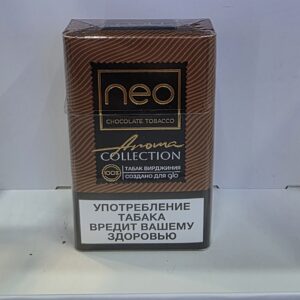 neo
CHOCOLATE TOBACCO
Aroma
COLLECTION
100%
ТАБАК ВИРДЖИНИЯ
СОЗДАНО ДЛЯ glo
УПОТРЕБЛЕНИЕ
ТАБАКА
ВРЕДИТ ВАШЕМУ
ЗДОРОВЬЮ